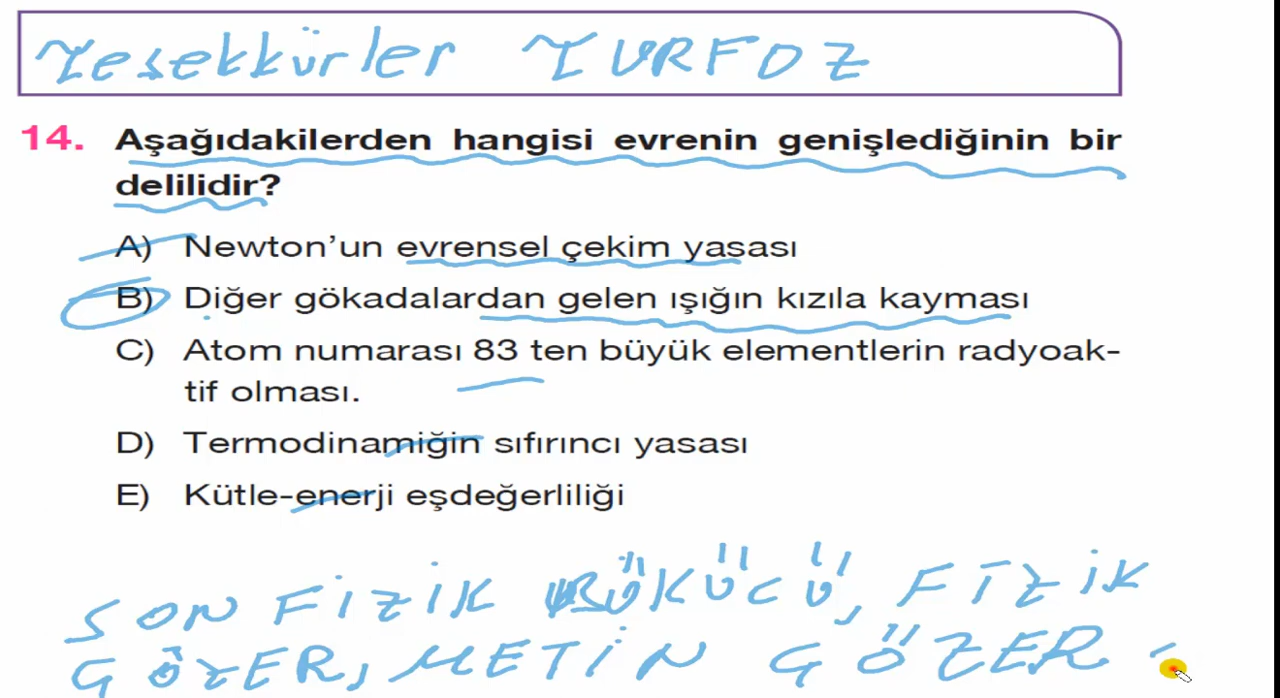 Teşekkürler TURFOZ
14. Aşağıdakilerden hangisi evrenin genişlediğinin bir
delilidir?
A) Newton'un evrensel çekim yasası
B) Diğer gökadalardan gelen ışığın kızıla kayması
C) Atom numarası 83 ten büyük elementlerin radyoak-
tif olması.
D) Termodinamiğin sıfırıncı yasası
E) Kütle-enerji eşdeğerliliği
SON FİZİK BÜKÜCÜ, FİZİK
GÖZER, METİN GÖZER